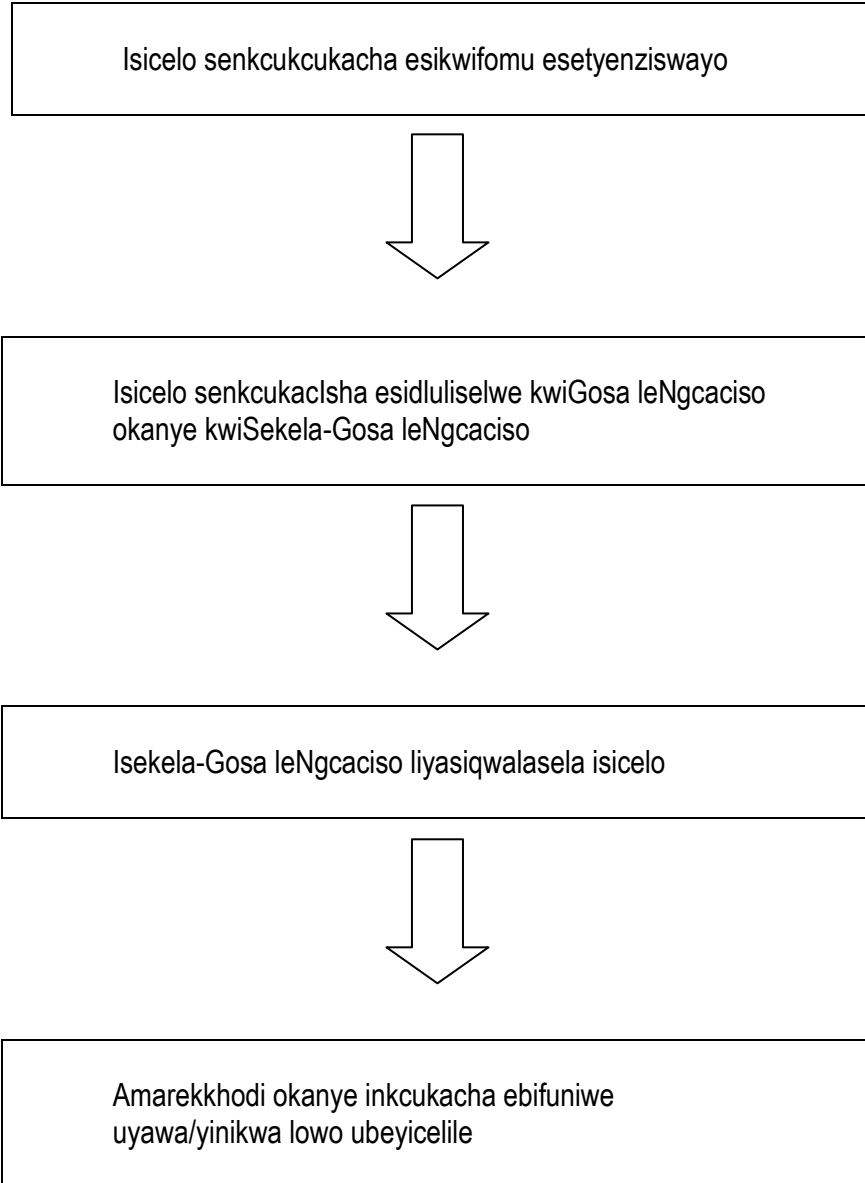 Isicelo senkcukcukacha esikwifomu esetyenziswayo
Isicelo senkcukacIsha esidluliselwe kwiGosa leNgcaciso
okanye kwiSekela-Gosa leNgcaciso
Isekela-Gosa leNgcaciso liyasiqwalasela isicelo
Amarekkhodi okanye inkcukacha ebifuniwe
uyawa/yinikwa lowo ubeyicelile